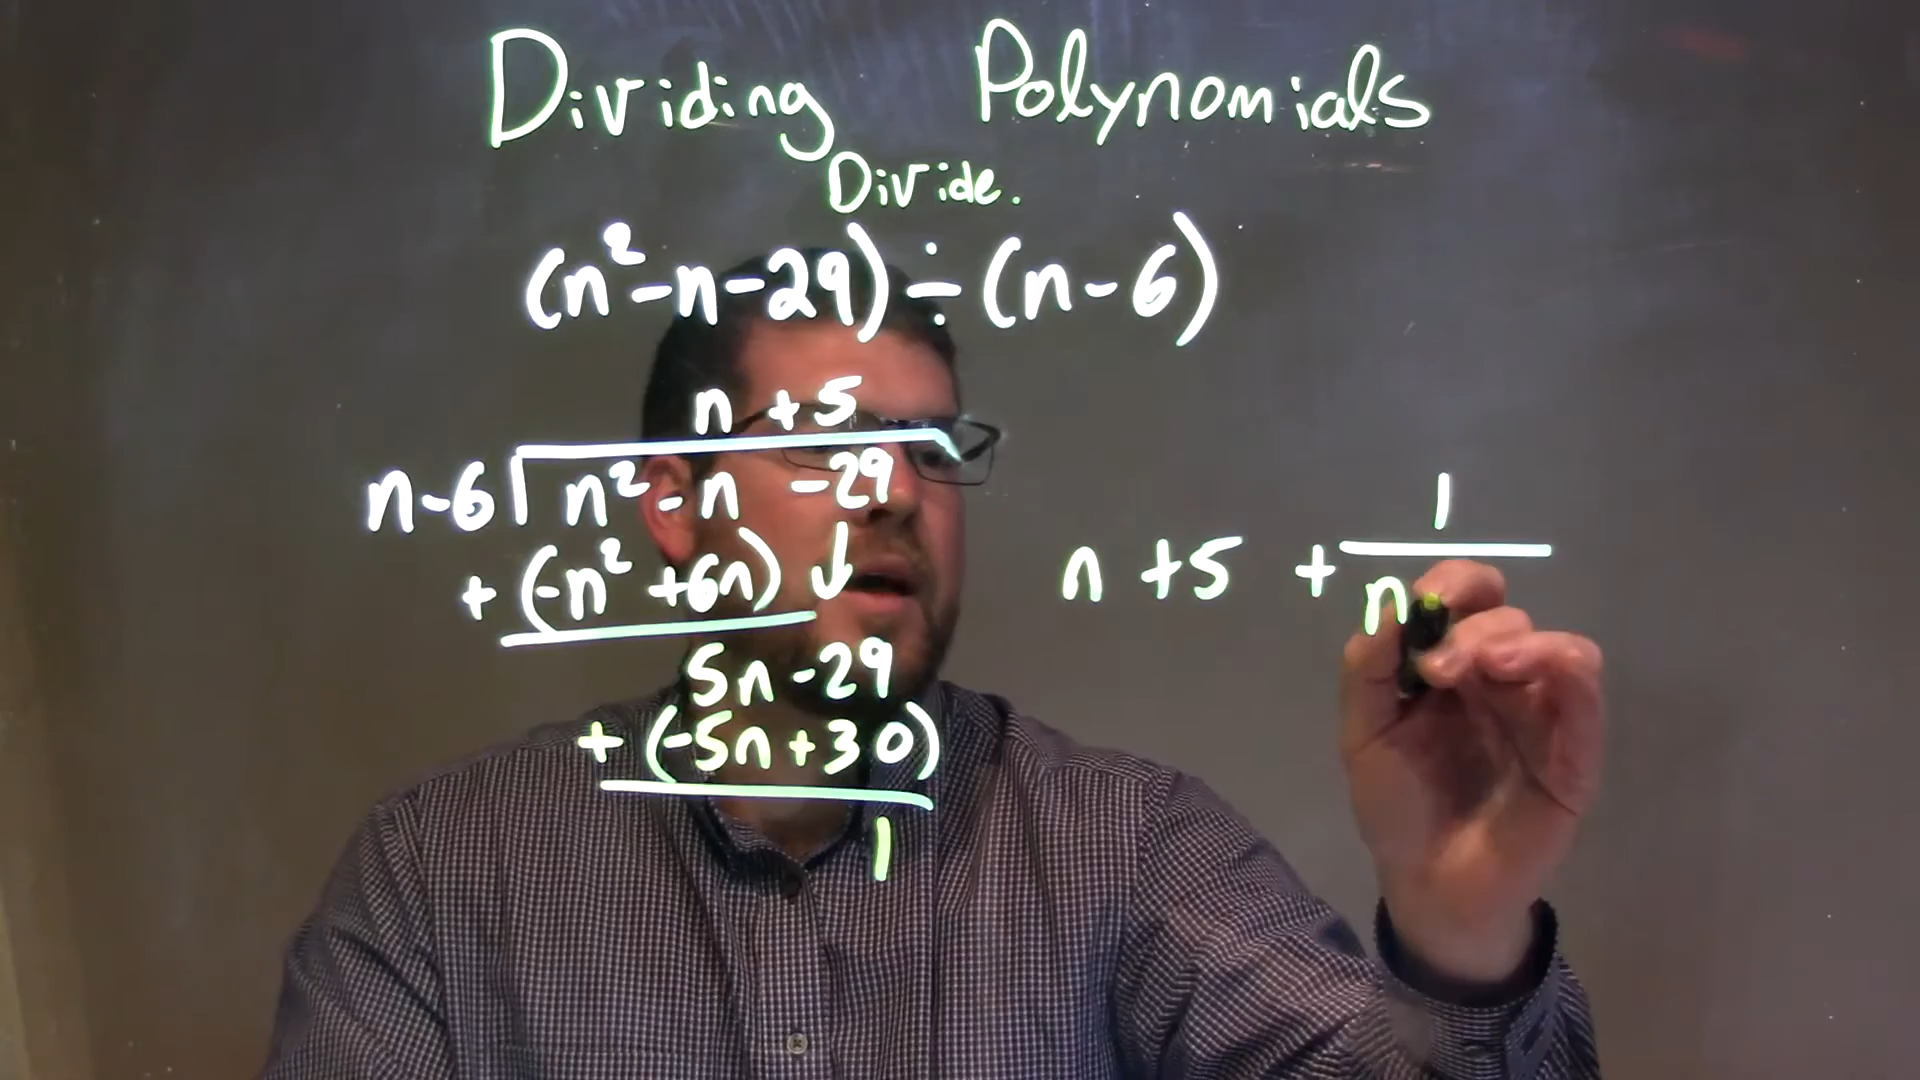 Dividing Polynomials
Divide.
(n²-n-29)÷(n-6)
n +5
n-6 n²-n -29
+(-n²+6n)↓
5n-29
+(-5n+30)
1
n+5 + 1/n